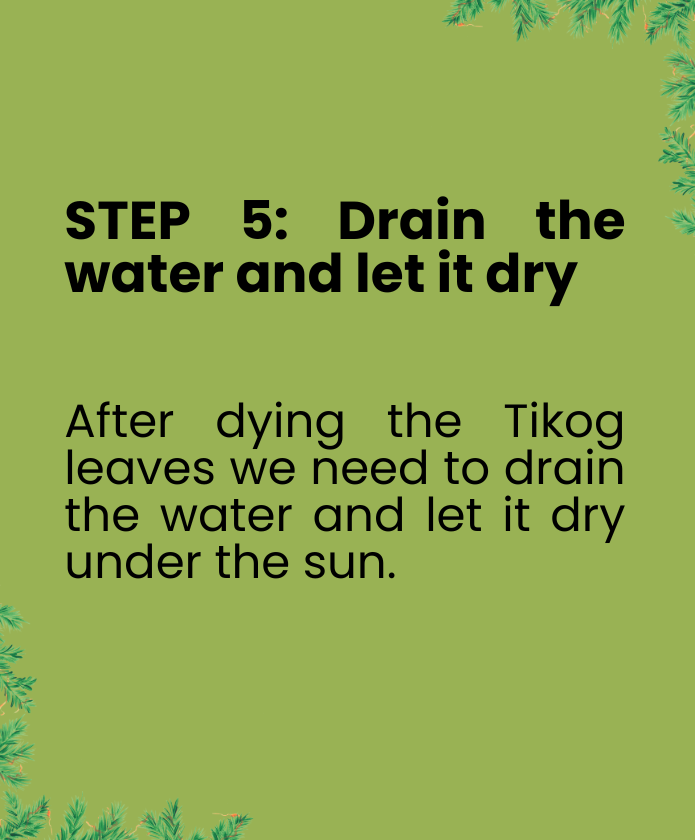 STEP 5: Drain the
water and let it dry
After dying the Tikog
leaves we need to drain
the water and let it dry
under the sun.